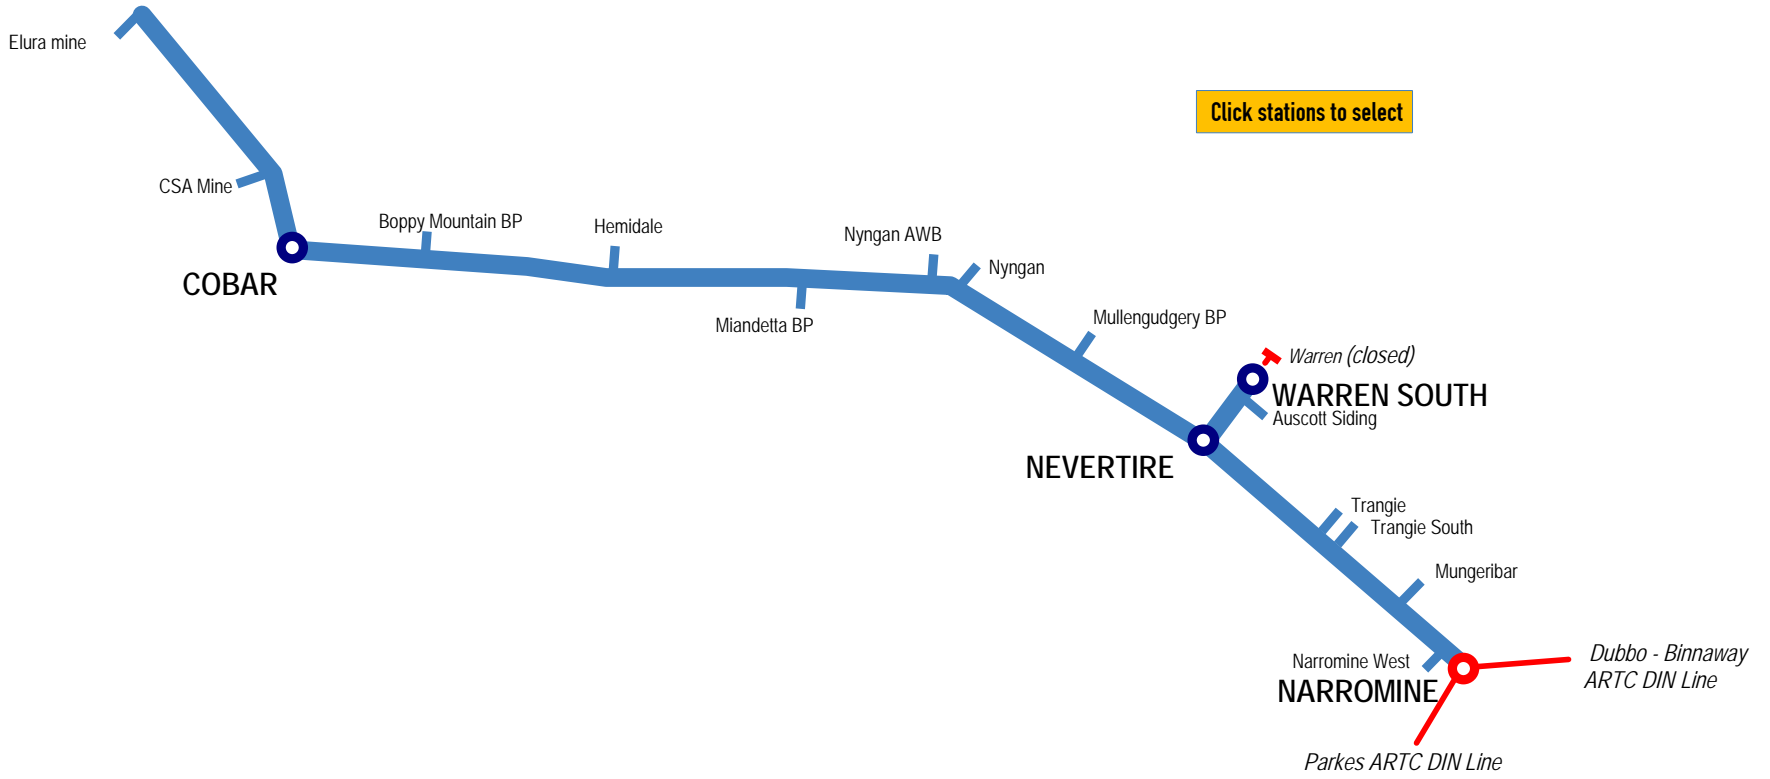 Elura mine
Click stations to select
CSA Mine
Boppy Mountain BP
Hemidale
Nyngan AWB
Nyngan
COBAR
Miandetta BP
Mullengudgery BP
Warren (closed)
WARREN SOUTH
Auscott Siding
NEVERTIRE
Trangie
Trangie South
Mungeribar
Narromine West
NARROMINE
Dubbo - Binnaway
ARTC DIN Line
Parkes ARTC DIN Line